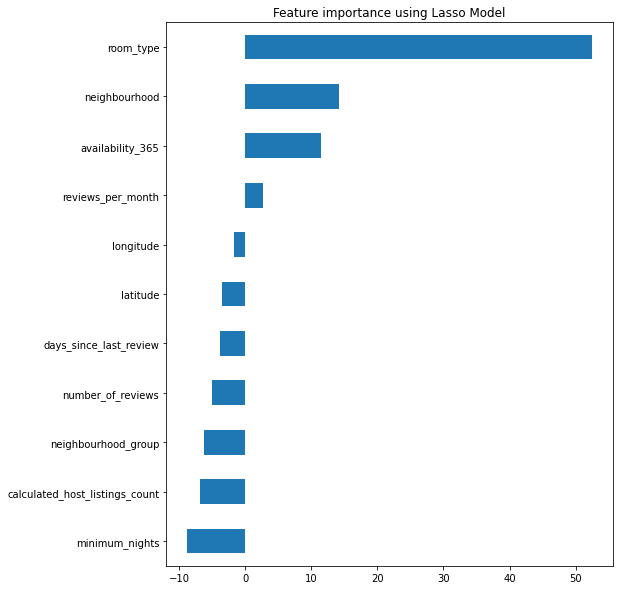 Feature importance using Lasso Model
room_type
neighbourhood
availability_365
reviews_per_month
longitude
latitude
days_since_last_review
number_of_reviews
neighbourhood_group
calculated_host_listings_count
minimum_nights
−10 0 10 20 30 40 50